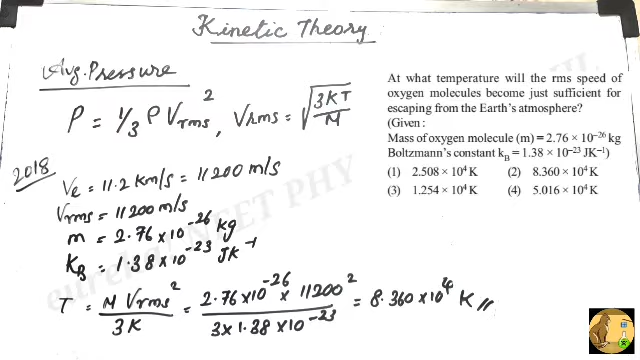 Kinetic Theory
Avg. Pressure
P = 1/3 ρ Vrms², Vrms = √(3KT/M)
At what temperature will the rms speed of
oxygen molecules become just sufficient for
escaping from the Earth's atmosphere?
(Given:
Mass of oxygen molecule (m) = 2.76 × 10⁻²⁶ kg
Boltzmann's constant k_B = 1.38 × 10⁻²³ JK⁻¹)
(1) 2.508 × 10⁴ K (2) 8.360 × 10⁴ K
(3) 1.254 × 10⁴ K (4) 5.016 × 10⁴ K
2018
Ve = 11.2 Km/s = 11200 m/s
Vrms = 11200 m/s
m = 2.76 × 10⁻²⁶ kg
K_B = 1.38 × 10⁻²³ JK⁻¹
T = M Vrms² / 3K = 2.76 × 10⁻²⁶ × 11200² / 3 × 1.38 × 10⁻²³ = 8.360 × 10⁴ K //